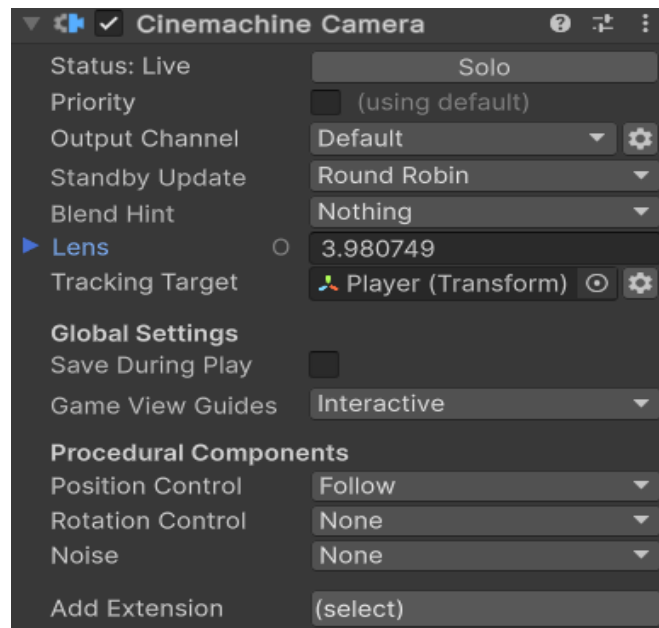 Cinemachine Camera
Status: Live Solo
Priority (using default)
Output Channel Default
Standby Update Round Robin
Blend Hint Nothing
Lens 3.980749
Tracking Target Player (Transform)
Global Settings
Save During Play
Game View Guides Interactive
Procedural Components
Position Control Follow
Rotation Control None
Noise None
Add Extension (select)